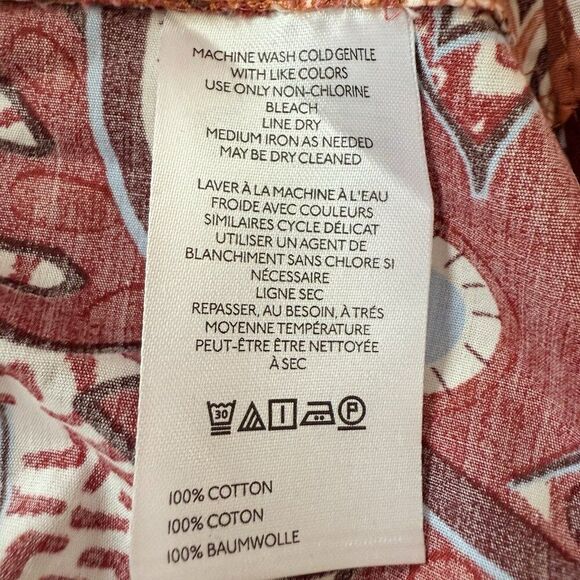 MACHINE WASH COLD GENTLE
WITH LIKE COLORS
USE ONLY NON-CHLORINE
BLEACH
LINE DRY
MEDIUM IRON AS NEEDED
MAY BE DRY CLEANED
LAVER À LA MACHINE À L'EAU
FROIDE AVEC COULEURS
SIMILAIRES CYCLE DÉLICAT
UTILISER UN AGENT DE
BLANCHIMENT SANS CHLORE SI
NÉCESSAIRE
LIGNE SEC
REPASSER, AU BESOIN, À TRÉS
MOYENNE TEMPÉRATURE
PEUT-ÊTRE ÊTRE NETTOYÉE
À SEC
30 P
100% COTTON
100% COTON
100% BAUMWOLLE